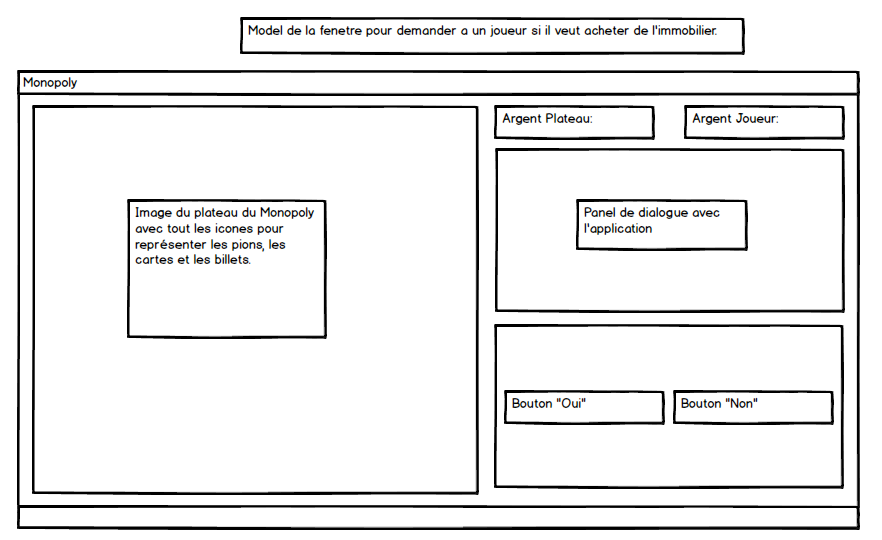 Model de la fenetre pour demander a un joueur si il veut acheter de l'immobilier.
Monopoly
Argent Plateau:
Argent Joueur:
Image du plateau du Monopoly
avec tout les icones pour
représenter les pions, les
cartes et les billets.
Panel de dialogue avec
l'application
Bouton "Oui"
Bouton "Non"